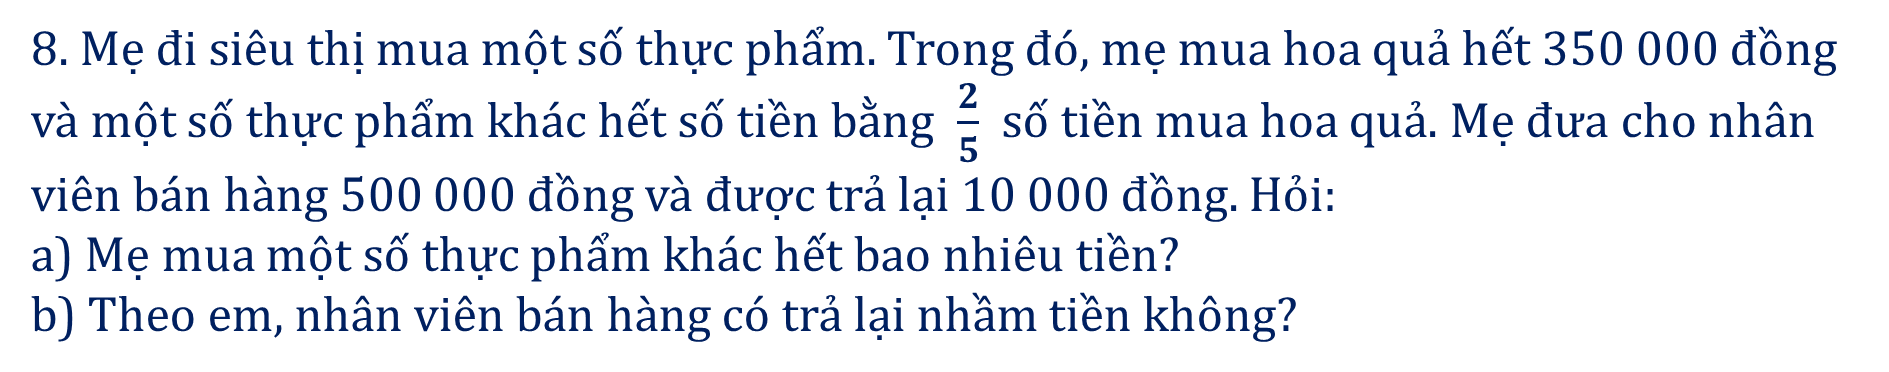 8. Mẹ đi siêu thị mua một số thực phẩm. Trong đó, mẹ mua hoa quả hết 350 000 đồng
và một số thực phẩm khác hết số tiền bằng 2/5 số tiền mua hoa quả. Mẹ đưa cho nhân
viên bán hàng 500 000 đồng và được trả lại 10 000 đồng. Hỏi:
a) Mẹ mua một số thực phẩm khác hết bao nhiêu tiền?
b) Theo em, nhân viên bán hàng có trả lại nhầm tiền không?